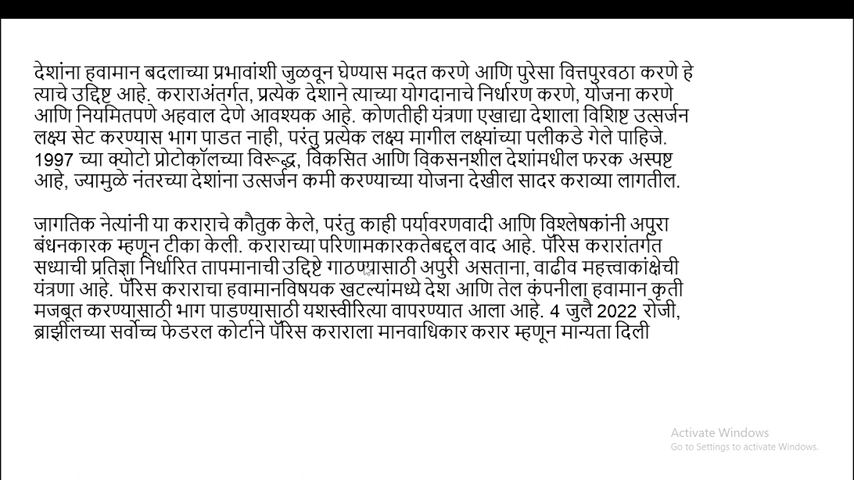 देशांना हवामान बदलाच्या प्रभावांशी जुळवून घेण्यास मदत करणे आणि पुरेसा वित्तपुरवठा करणे हे
त्याचे उद्दिष्ट आहे. कराराअंतर्गत, प्रत्येक देशाने त्याच्या योगदानाचे निर्धारण करणे, योजना करणे
आणि नियमितपणे अहवाल देणे आवश्यक आहे. कोणतीही यंत्रणा एखाद्या देशाला विशिष्ट उत्सर्जन
लक्ष्य सेट करण्यास भाग पाडत नाही, परंतु प्रत्येक लक्ष्य मागील लक्ष्यांच्या पलीकडे गेले पाहिजे.
1997 च्या क्योटो प्रोटोकॉलच्या विरूद्ध, विकसित आणि विकसनशील देशांमधील फरक अस्पष्ट
आहे, ज्यामुळे नंतरच्या देशांना उत्सर्जन कमी करण्याच्या योजना देखील सादर कराव्या लागतील.
जागतिक नेत्यांनी या कराराचे कौतुक केले, परंतु काही पर्यावरणवादी आणि विश्लेषकांनी अपुरा
बंधनकारक म्हणून टीका केली. कराराच्या परिणामकारकतेबद्दल वाद आहे. पॅरिस करारांतर्गत
सध्याची प्रतिज्ञा निर्धारित तापमानाची उद्दिष्टे गाठण्यासाठी अपुरी असताना, वाढीव महत्त्वाकांक्षेची
यंत्रणा आहे. पॅरिस कराराचा हवामानविषयक खटल्यांमध्ये देश आणि तेल कंपनीला हवामान कृती
मजबूत करण्यासाठी भाग पाडण्यासाठी यशस्वीरित्या वापरण्यात आला आहे. 4 जुलै 2022 रोजी,
ब्राझीलच्या सर्वोच्च फेडरल कोर्टाने पॅरिस कराराला मानवाधिकार करार म्हणून मान्यता दिली
Activate Windows
Go to Settings to activate Windows.